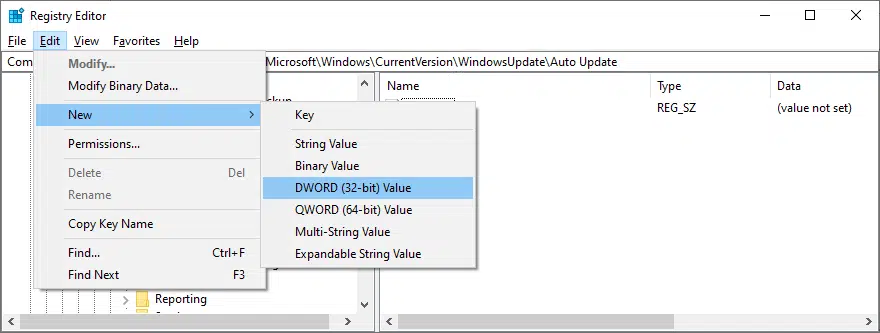 Registry Editor
File Edit View Favorites Help
Com Microsoft\Windows\CurrentVersion\WindowsUpdate\Auto Update
Modify...
Modify Binary Data...
New
Permissions...
Delete Del
Rename
Copy Key Name
Find... Ctrl+F
Find Next F3
Key
String Value
Binary Value
DWORD (32-bit) Value
QWORD (64-bit) Value
Multi-String Value
Expandable String Value
Reporting
Name Type Data
REG_SZ (value not set)